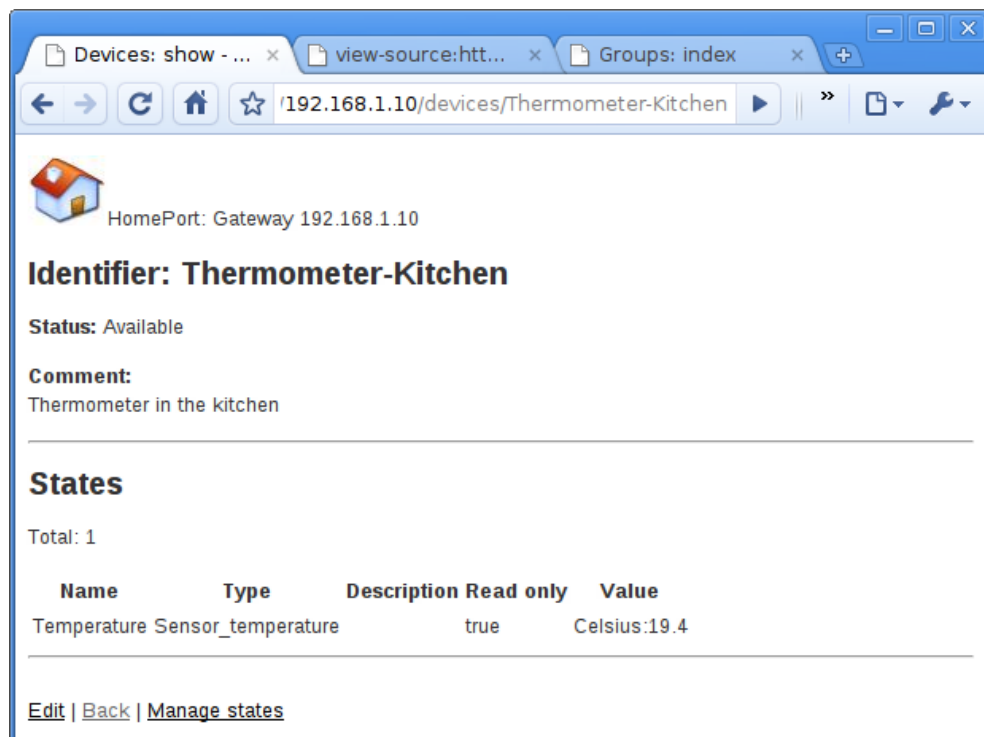 Devices: show - ...
view-source:htt...
Groups: index
/192.168.1.10/devices/Thermometer-Kitchen
HomePort: Gateway 192.168.1.10
Identifier: Thermometer-Kitchen
Status: Available
Comment:
Thermometer in the kitchen
States
Total: 1
Name Type Description Read only Value
Temperature Sensor_temperature true Celsius:19.4
Edit | Back | Manage states